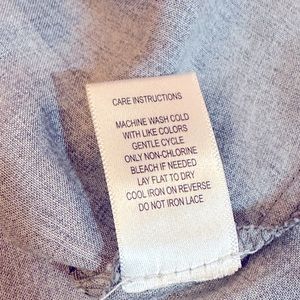 CARE INSTRUCTIONS
MACHINE WASH COLD
WITH LIKE COLORS
GENTLE CYCLE
ONLY NON-CHLORINE
BLEACH IF NEEDED
LAY FLAT TO DRY
COOL IRON ON REVERSE
DO NOT IRON LACE